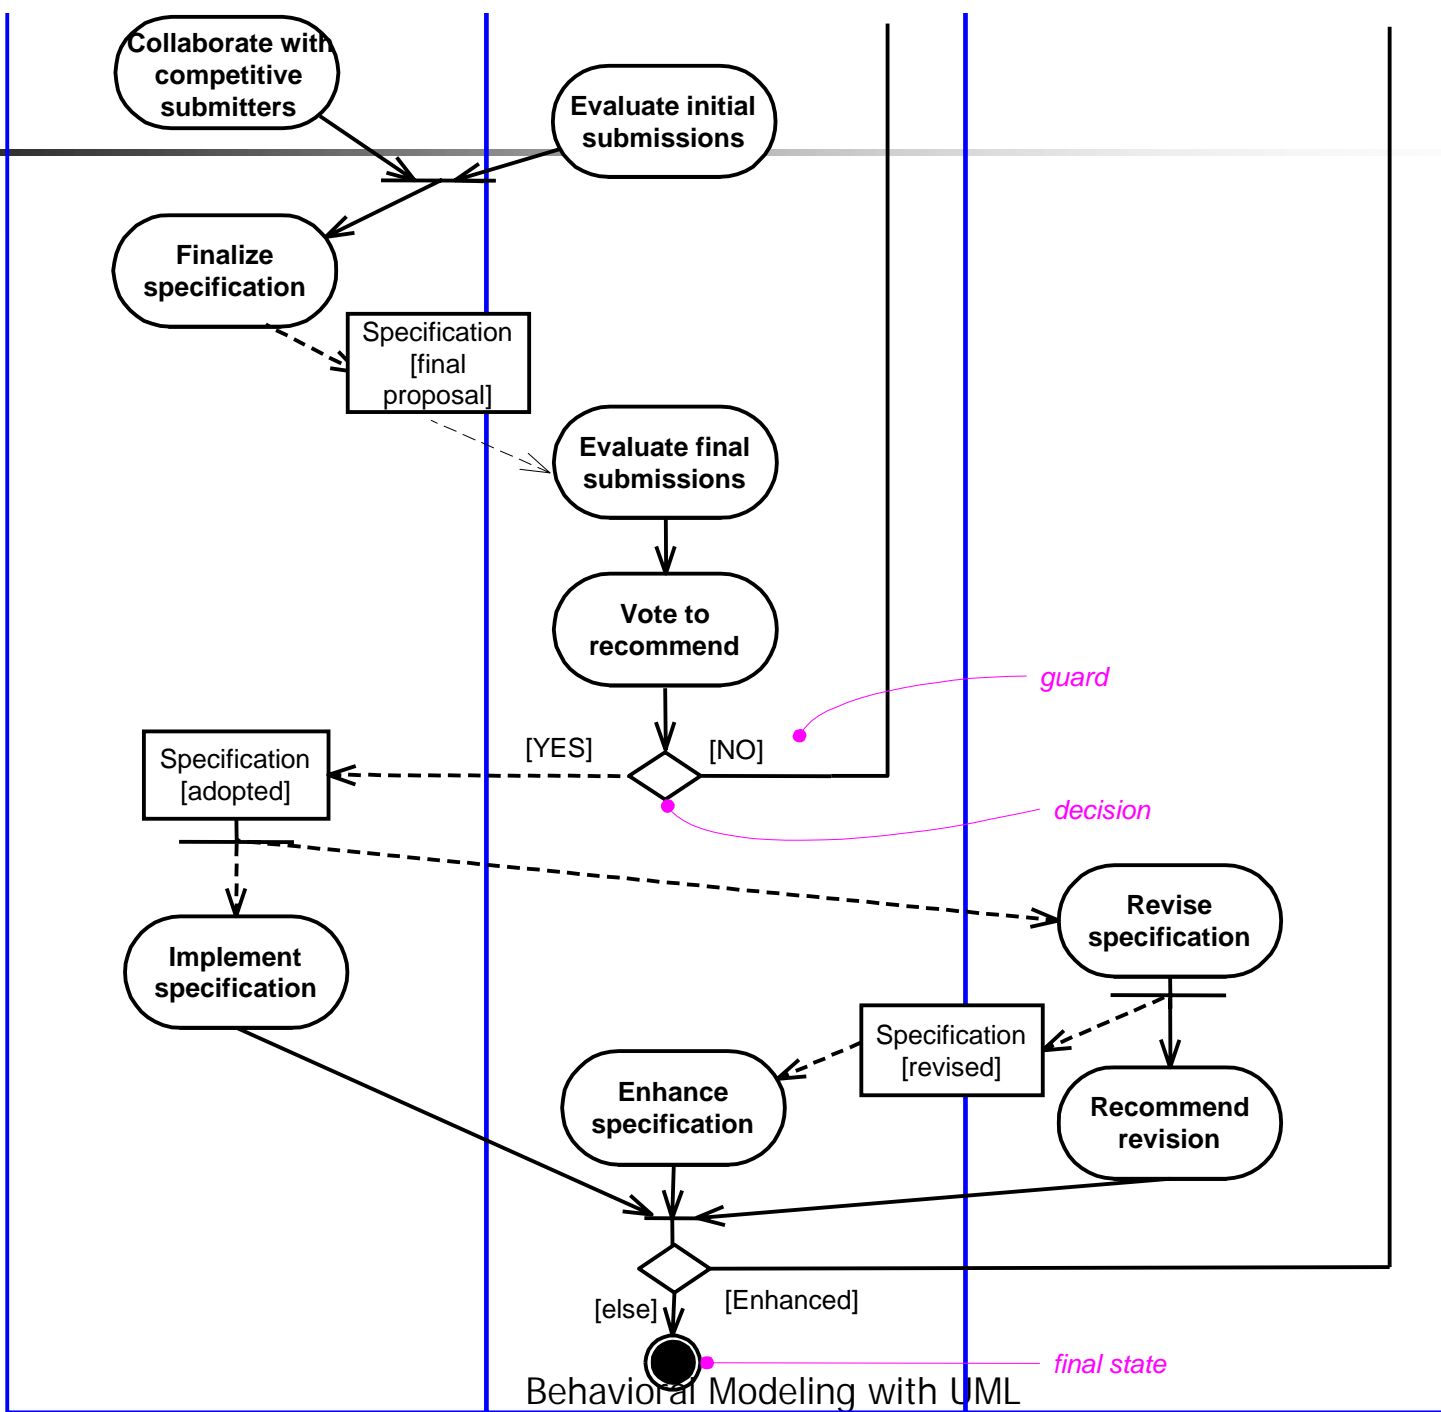 Collaborate with
competitive
submitters
Evaluate initial
submissions
Finalize
specification
Specification
[final
proposal]
Evaluate final
submissions
Vote to
recommend
guard
[YES]
[NO]
Specification
[adopted]
decision
Revise
specification
Implement
specification
Specification
[revised]
Enhance
specification
Recommend
revision
[else]
[Enhanced]
final state
Behavioral Modeling with UML